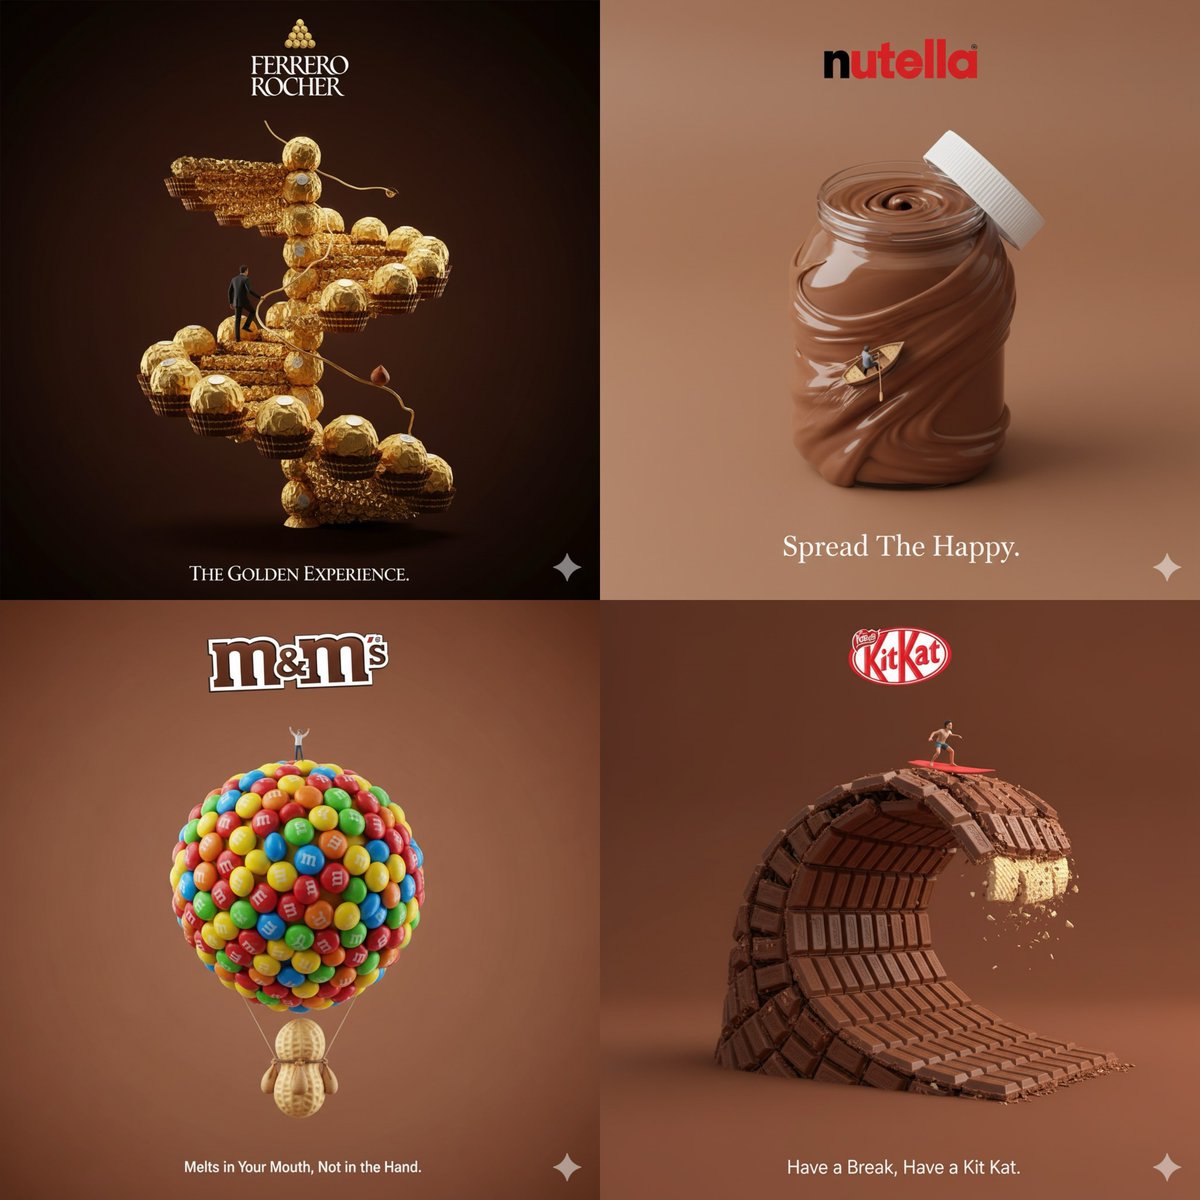 FERRERO
ROCHER
THE GOLDEN EXPERIENCE.
nutella®
Spread The Happy.
m&m's®
Melts in Your Mouth, Not in the Hand.
Nestlé
KitKat
Have a Break, Have a Kit Kat.